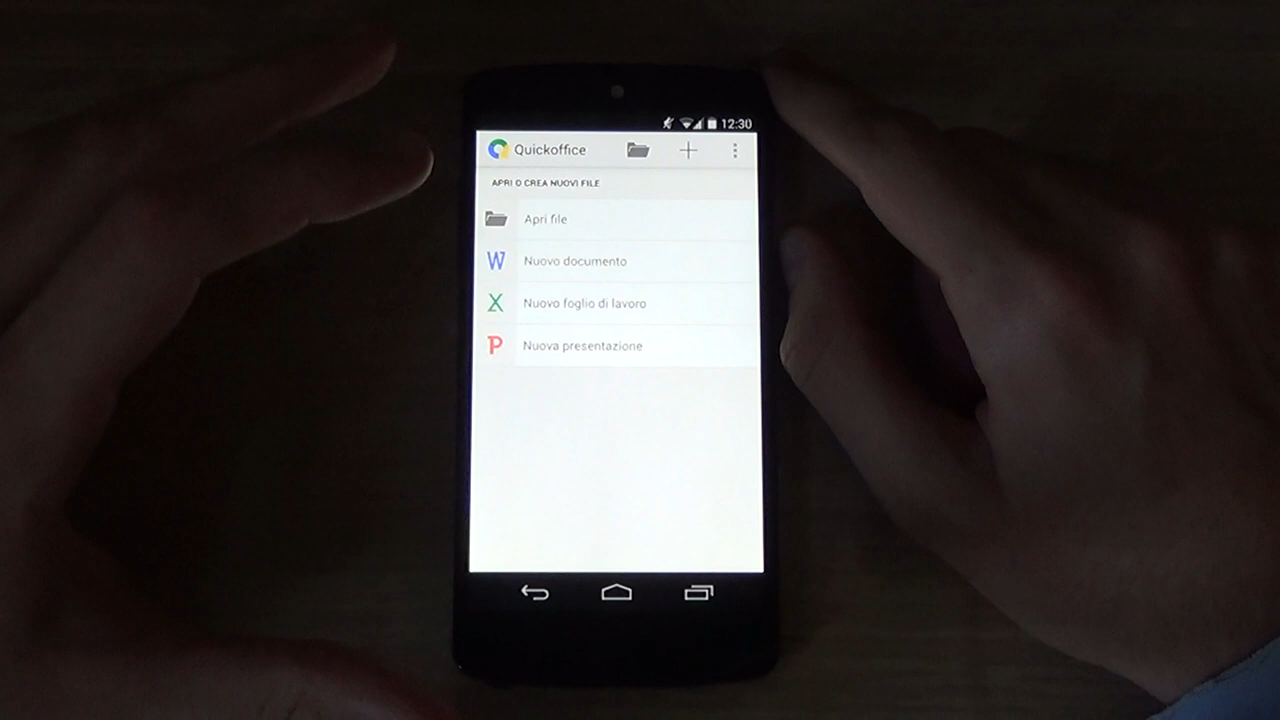 12:30
Quickoffice
APRI O CREA NUOVI FILE
Apri file
W Nuovo documento
X Nuovo foglio di lavoro
P Nuova presentazione